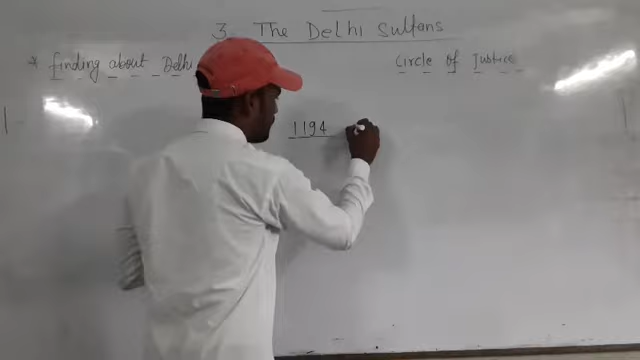 3. The Delhi Sultans
* finding about Delhi
Circle of Justice
1194